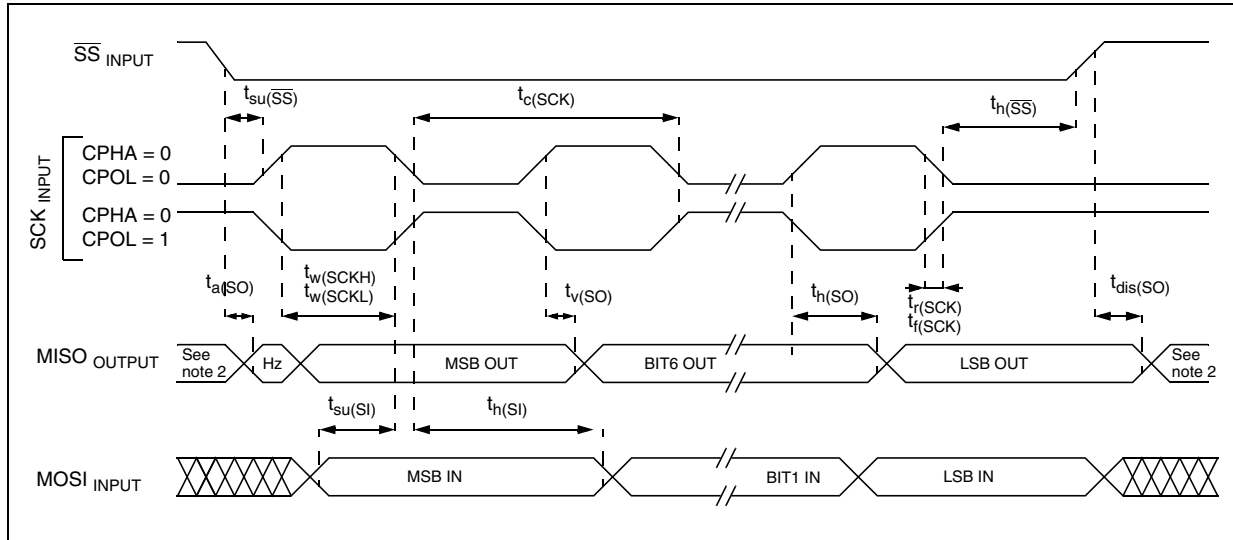 SS INPUT
tsu(SS)
tc(SCK)
th(SS)
SCK INPUT
CPHA = 0
CPOL = 0
CPHA = 0
CPOL = 1
ta(SO)
tw(SCKH)
tw(SCKL)
tv(SO)
th(SO)
tr(SCK)
tf(SCK)
tdis(SO)
MISO OUTPUT
See
note 2
Hz
MSB OUT
BIT6 OUT
LSB OUT
See
note 2
tsu(SI)
th(SI)
MOSI INPUT
MSB IN
BIT1 IN
LSB IN